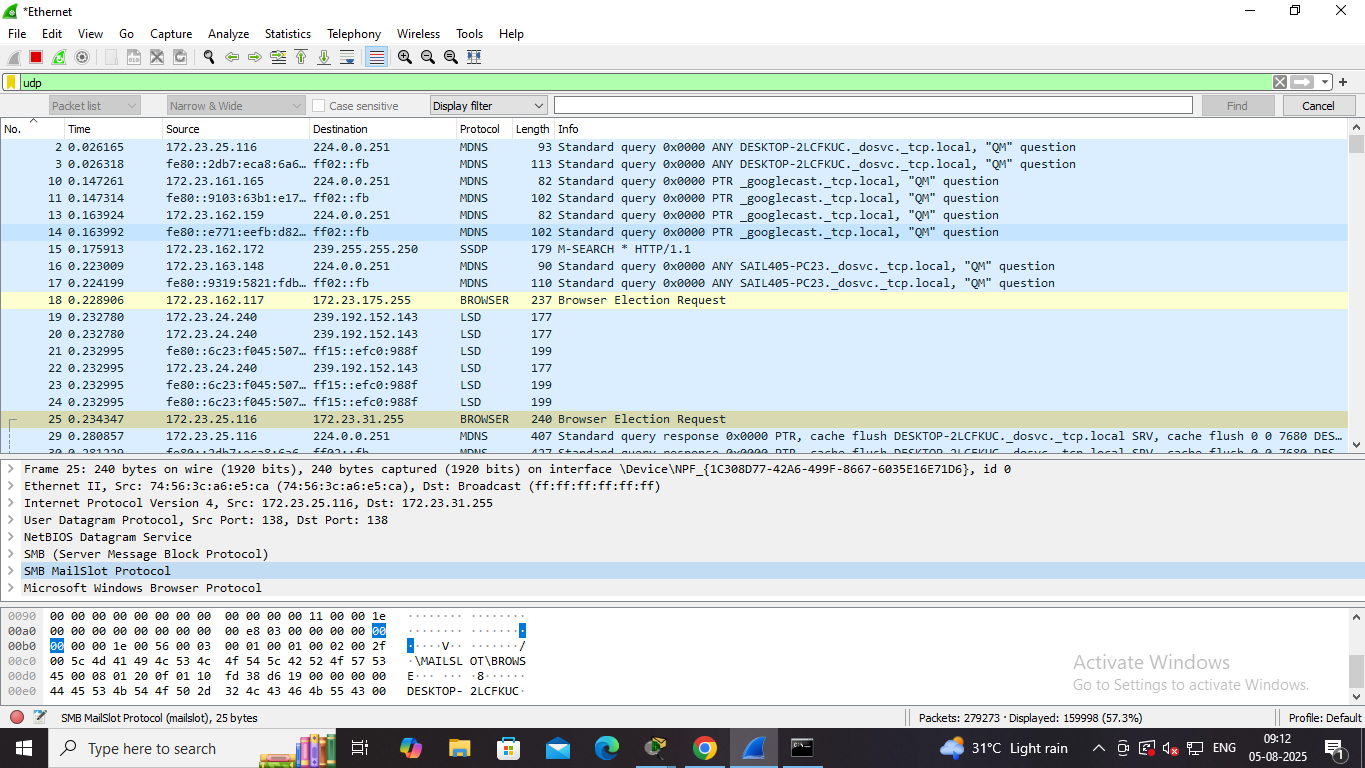 *Ethernet
File Edit View Go Capture Analyze Statistics Telephony Wireless Tools Help
udp
Packet list Narrow & Wide Case sensitive Display filter Find Cancel
No. Time Source Destination Protocol Length Info
2 0.026165 172.23.25.116 224.0.0.251 MDNS 93 Standard query 0x0000 ANY DESKTOP-2LCFKUC._dosvc._tcp.local, "QM" question
3 0.026318 fe80::2db7:eca8:6a6… ff02::fb MDNS 113 Standard query 0x0000 ANY DESKTOP-2LCFKUC._dosvc._tcp.local, "QM" question
10 0.147261 172.23.161.165 224.0.0.251 MDNS 82 Standard query 0x0000 PTR _googlecast._tcp.local, "QM" question
11 0.147314 fe80::9103:63b1:e17… ff02::fb MDNS 102 Standard query 0x0000 PTR _googlecast._tcp.local, "QM" question
13 0.163924 172.23.162.159 224.0.0.251 MDNS 82 Standard query 0x0000 PTR _googlecast._tcp.local, "QM" question
14 0.163992 fe80::e771:eefb:d82… ff02::fb MDNS 102 Standard query 0x0000 PTR _googlecast._tcp.local, "QM" question
15 0.175913 172.23.162.172 239.255.255.250 SSDP 179 M-SEARCH * HTTP/1.1
16 0.223009 172.23.163.148 224.0.0.251 MDNS 90 Standard query 0x0000 ANY SAIL405-PC23._dosvc._tcp.local, "QM" question
17 0.224199 fe80::9319:5821:fdb… ff02::fb MDNS 110 Standard query 0x0000 ANY SAIL405-PC23._dosvc._tcp.local, "QM" question
18 0.228906 172.23.162.117 172.23.175.255 BROWSER 237 Browser Election Request
19 0.232780 172.23.24.240 239.192.152.143 LSD 177
20 0.232780 172.23.24.240 239.192.152.143 LSD 177
21 0.232995 fe80::6c23:f045:507… ff15::efc0:988f LSD 199
22 0.232995 172.23.24.240 239.192.152.143 LSD 177
23 0.232995 fe80::6c23:f045:507… ff15::efc0:988f LSD 199
24 0.232995 fe80::6c23:f045:507… ff15::efc0:988f LSD 199
25 0.234347 172.23.25.116 172.23.31.255 BROWSER 240 Browser Election Request
29 0.280857 172.23.25.116 224.0.0.251 MDNS 407 Standard query response 0x0000 PTR, cache flush DESKTOP-2LCFKUC._dosvc._tcp.local SRV, cache flush 0 0 7680 DES…
Frame 25: 240 bytes on wire (1920 bits), 240 bytes captured (1920 bits) on interface \Device\NPF_{1C308D77-42A6-499F-8667-6035E16E71D6}, id 0
Ethernet II, Src: 74:56:3c:a6:e5:ca (74:56:3c:a6:e5:ca), Dst: Broadcast (ff:ff:ff:ff:ff:ff)
Internet Protocol Version 4, Src: 172.23.25.116, Dst: 172.23.31.255
User Datagram Protocol, Src Port: 138, Dst Port: 138
NetBIOS Datagram Service
SMB (Server Message Block Protocol)
SMB MailSlot Protocol
Microsoft Windows Browser Protocol
0090 00 00 00 00 00 00 00 00 00 00 00 00 11 00 00 1e ········ ········
00a0 00 00 00 00 00 00 00 00 00 e8 03 00 00 00 00 00 ········ ········
00b0 00 00 00 1e 00 56 00 03 00 01 00 01 00 02 00 2f ·····V·· ·······/
00c0 00 5c 4d 41 49 4c 53 4c 4f 54 5c 42 52 4f 57 53 ·\MAILSL OT\BROWS
00d0 45 00 08 01 20 0f 01 10 fd 38 d6 19 00 00 00 00 E··· ··· ·8······
00e0 44 45 53 4b 54 4f 50 2d 32 4c 43 46 4b 55 43 00 DESKTOP- 2LCFKUC·
Activate Windows
Go to Settings to activate Windows.
SMB MailSlot Protocol (mailslot), 25 bytes Packets: 279273 · Displayed: 159998 (57.3%) Profile: Default
Type here to search 31°C Light rain ENG 09:12
05-08-2025
1